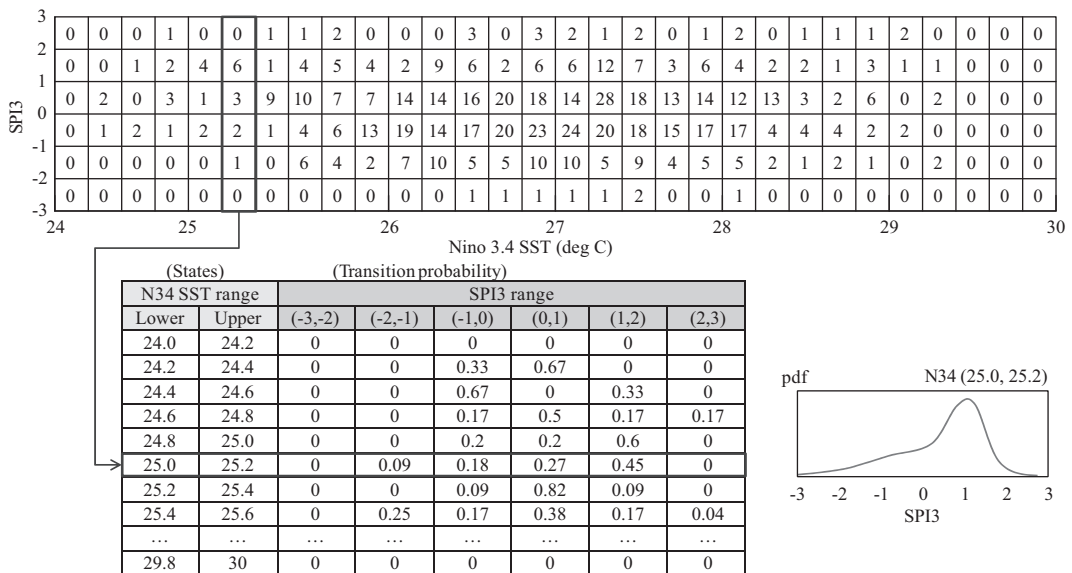 3
0 0 0 1 0 0 1 1 2 0 0 0 3 0 3 2 1 2 0 1 2 0 1 1 1 2 0 0 0 0
2
0 0 1 2 4 6 1 4 5 4 2 9 6 2 6 6 12 7 3 6 4 2 2 1 3 1 1 0 0 0
1
0 2 0 3 1 3 9 10 7 7 14 14 16 20 18 14 28 18 13 14 12 13 3 2 6 0 2 0 0 0
SPI3
0
0 1 2 1 2 2 1 4 6 13 19 14 17 20 23 24 20 18 15 17 17 4 4 4 2 2 0 0 0 0
-1
0 0 0 0 0 1 0 6 4 2 7 10 5 5 10 10 5 9 4 5 5 2 1 2 1 0 2 0 0 0
-2
0 0 0 0 0 0 0 0 0 0 0 0 1 1 1 1 1 2 0 0 1 0 0 0 0 0 0 0 0 0
-3
24 25 26 27 28 29 30
Nino 3.4 SST (deg C)
(States) (Transition probability)
N34 SST range SPI3 range
Lower Upper (-3,-2) (-2,-1) (-1,0) (0,1) (1,2) (2,3)
24.0 24.2 0 0 0 0 0 0
24.2 24.4 0 0 0.33 0.67 0 0
24.4 24.6 0 0 0.67 0 0.33 0
24.6 24.8 0 0 0.17 0.5 0.17 0.17
24.8 25.0 0 0 0.2 0.2 0.6 0
25.0 25.2 0 0.09 0.18 0.27 0.45 0
25.2 25.4 0 0 0.09 0.82 0.09 0
25.4 25.6 0 0.25 0.17 0.38 0.17 0.04
... ... ... ... ... ... ... ...
29.8 30 0 0 0 0 0 0
pdf N34 (25.0, 25.2)
-3 -2 -1 0 1 2 3
SPI3